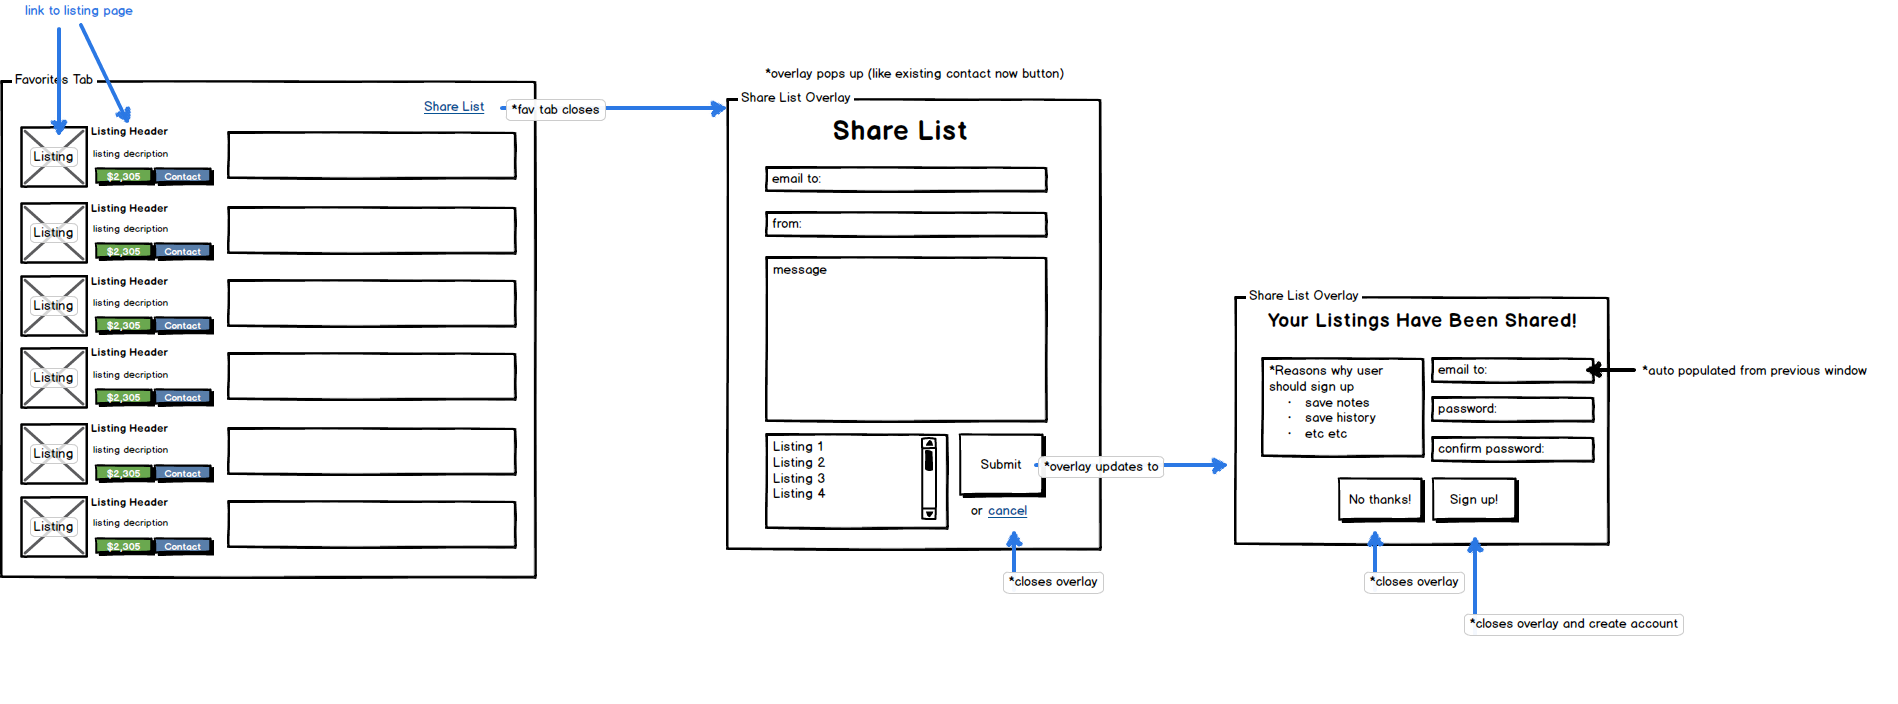 link to listing page
Favorites Tab
Share List
*fav tab closes
Listing
Listing Header
listing decription
$2,305
Contact
Listing
Listing Header
listing decription
$2,305
Contact
Listing
Listing Header
listing decription
$2,305
Contact
Listing
Listing Header
listing decription
$2,305
Contact
Listing
Listing Header
listing decription
$2,305
Contact
Listing
Listing Header
listing decription
$2,305
Contact
*overlay pops up (like existing contact now button)
Share List Overlay
Share List
email to:
from:
message
Listing 1
Listing 2
Listing 3
Listing 4
Submit
*overlay updates to
or cancel
*closes overlay
Share List Overlay
Your Listings Have Been Shared!
*Reasons why user
should sign up
· save notes
· save history
· etc etc
email to:
*auto populated from previous window
password:
confirm password:
No thanks!
Sign up!
*closes overlay
*closes overlay and create account